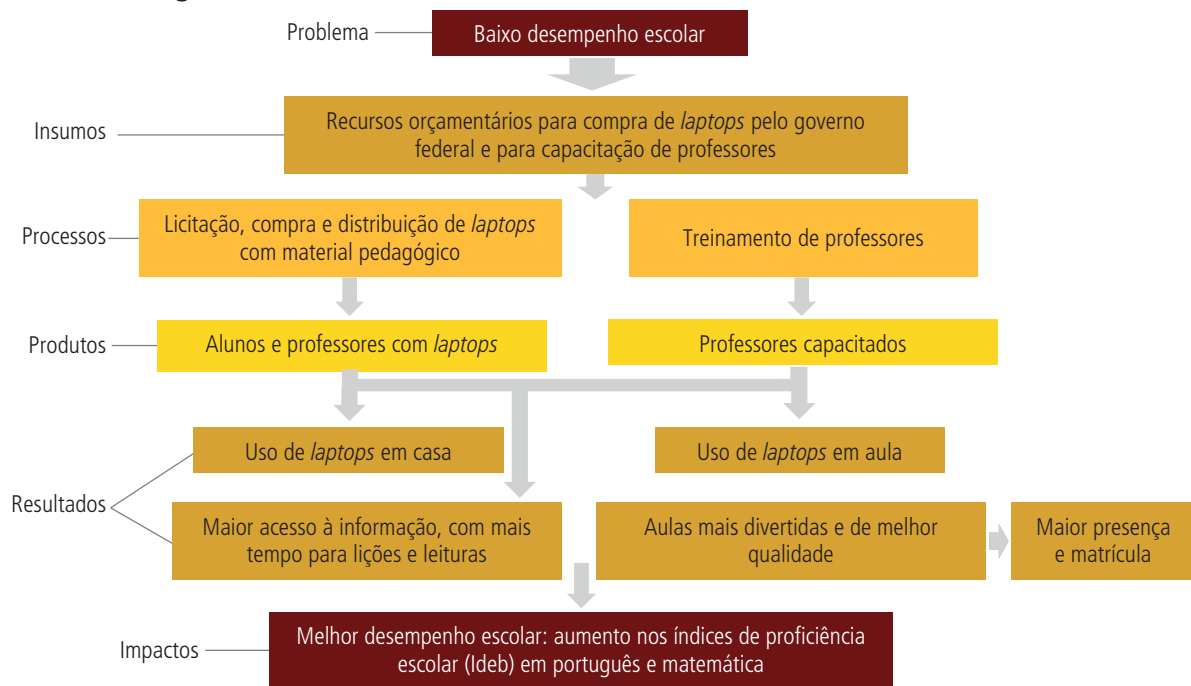 Problema
Baixo desempenho escolar
Insumos
Recursos orçamentários para compra de laptops pelo governo
federal e para capacitação de professores
Processos
Licitação, compra e distribuição de laptops
com material pedagógico
Treinamento de professores
Produtos
Alunos e professores com laptops
Professores capacitados
Resultados
Uso de laptops em casa
Uso de laptops em aula
Maior acesso à informação, com mais
tempo para lições e leituras
Aulas mais divertidas e de melhor
qualidade
Maior presença
e matrícula
Impactos
Melhor desempenho escolar: aumento nos índices de proficiência
escolar (Ideb) em português e matemática